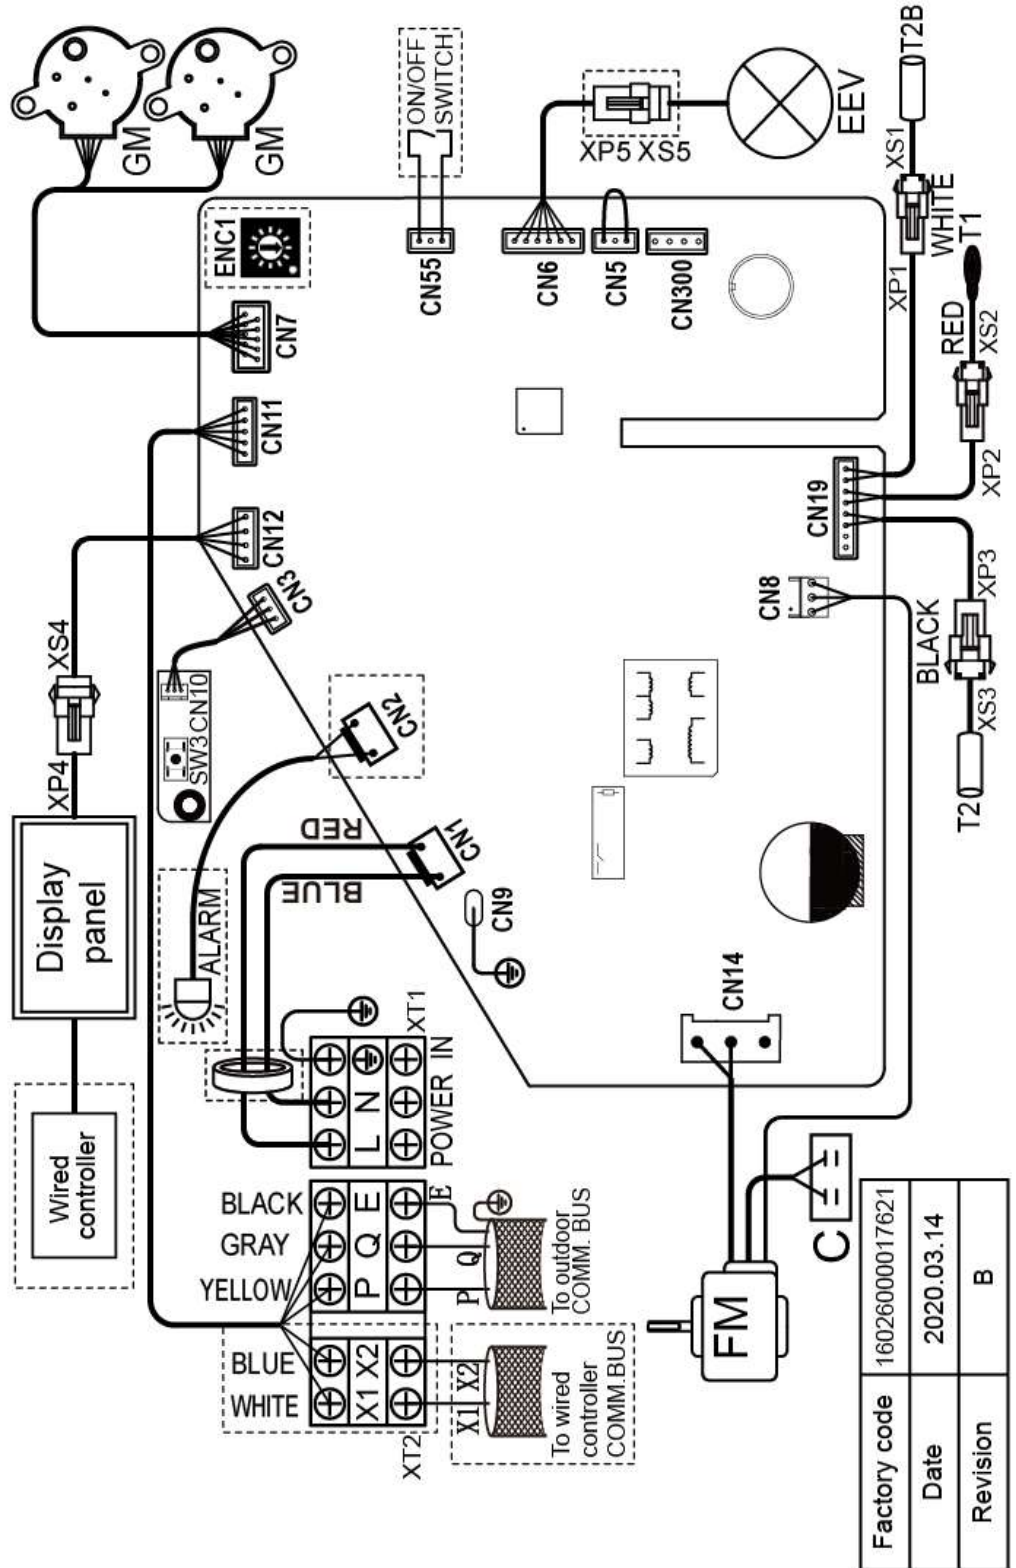 GM
GM
ON/OFF
SWITCH
XP5 XS5
EEV
T2B
XS1
WHITE
XP1
T1
RED
XS2
XP2
ENC1
CN55
CN6
CN5
CN300
CN7
CN11
CN12
CN3
CN19
CN8
XP3
BLACK
XS3
T2
XS4
XP4
SW3
CN10
CN2
RED
BLUE
CN1
CN9
CN14
Display
panel
ALARM
Wired
controller
XT1
L N
POWER IN
BLACK
GRAY
YELLOW
BLUE
WHITE
P Q E
X1 X2
XT2
P Q E
To outdoor
COMM. BUS
X1 X2
To wired
controller
COMM.BUS
FM
C
Factory code 16026000017621
Date 2020.03.14
Revision B